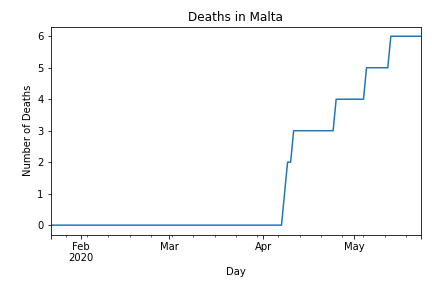 Deaths in Malta
Number of Deaths
6
5
4
3
2
1
0
Feb
2020
Mar
Apr
May
Day